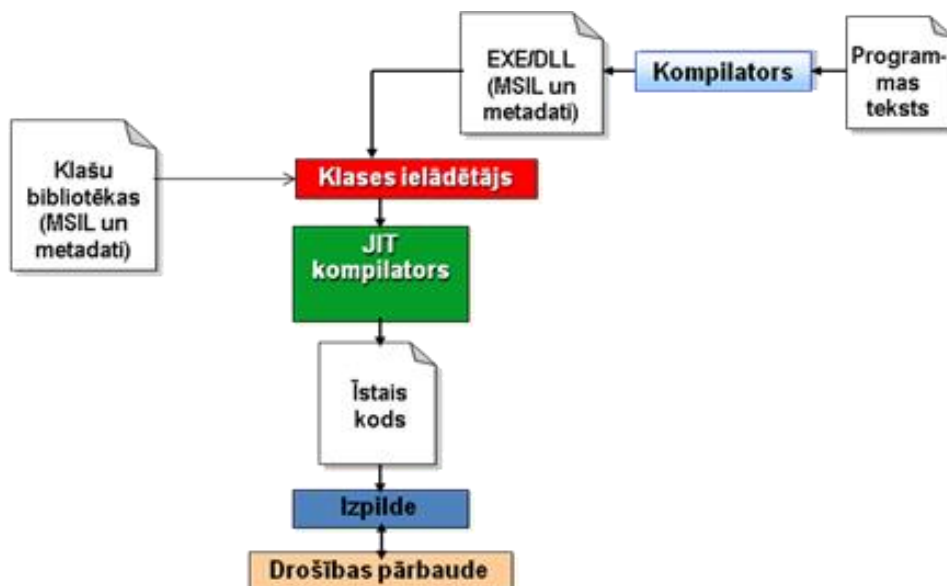 EXE/DLL
(MSIL un
metadati)
Kompilators
Program-
mas
teksts
Klašu
bibliotēkas
(MSIL un
metadati)
Klases ielādētājs
JIT
kompilators
Īstais
kods
Izpilde
Drošības pārbaude